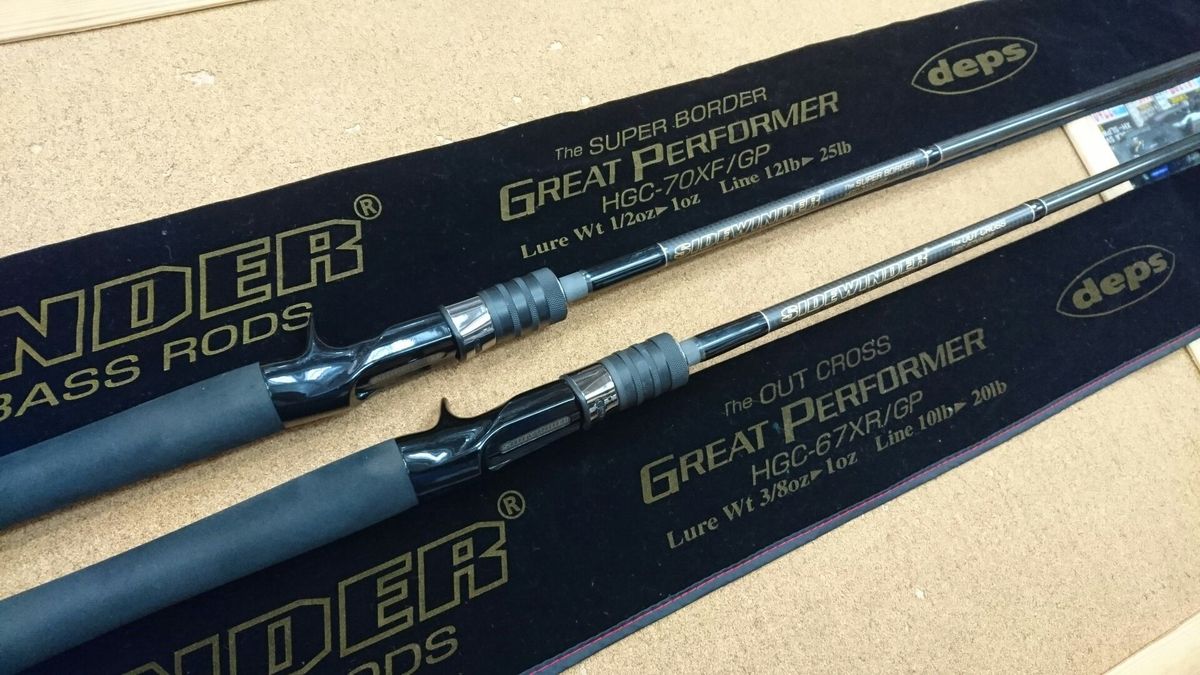 deps
The SUPER BORDER
GREAT PERFORMER
HGC-70XF/GP
Lure Wt 1/2oz▶1oz Line 12lb▶25lb
NDER®
BASS RODS
SIDEWINDER The SUPER BORDER
SIDEWINDER The OUT CROSS
deps
The OUT CROSS
GREAT PERFORMER
HGC-67XR/GP
Lure Wt 3/8oz▶1oz Line 10lb▶20lb
NDER®
RODS